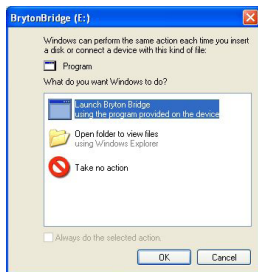 BrytonBridge (E:)
Windows can perform the same action each time you insert
a disk or connect a device with this kind of file:
Program
What do you want Windows to do?
Launch Bryton Bridge
using the program provided on the device
Open folder to view files
using Windows Explorer
Take no action
Always do the selected action.
OK Cancel